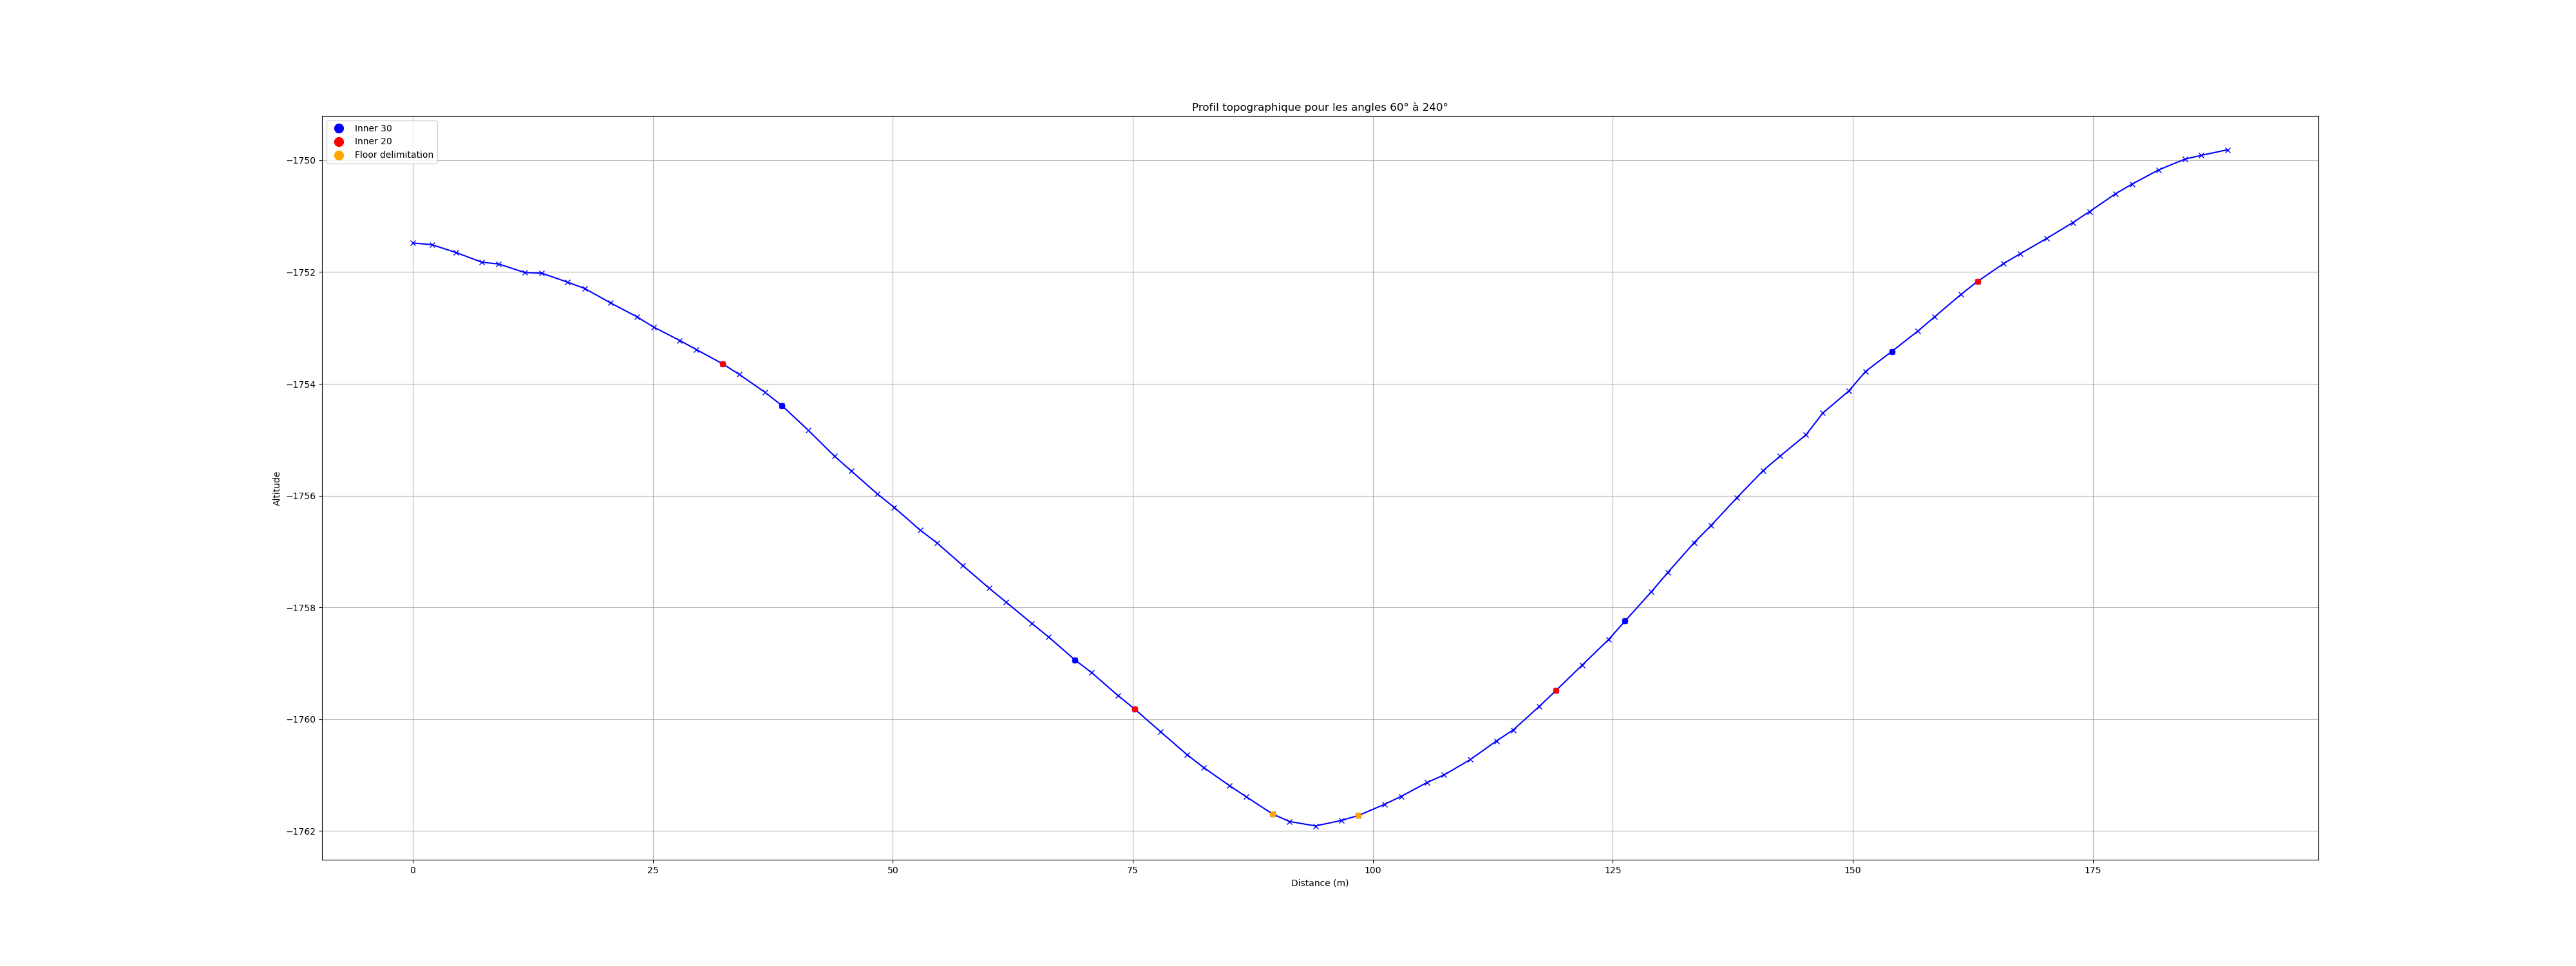 Profil topographique pour les angles 60° à 240°
Inner 30
Inner 20
Floor delimitation
−1750
−1752
−1754
−1756
−1758
−1760
−1762
Altitude
0 25 50 75 100 125 150 175
Distance (m)